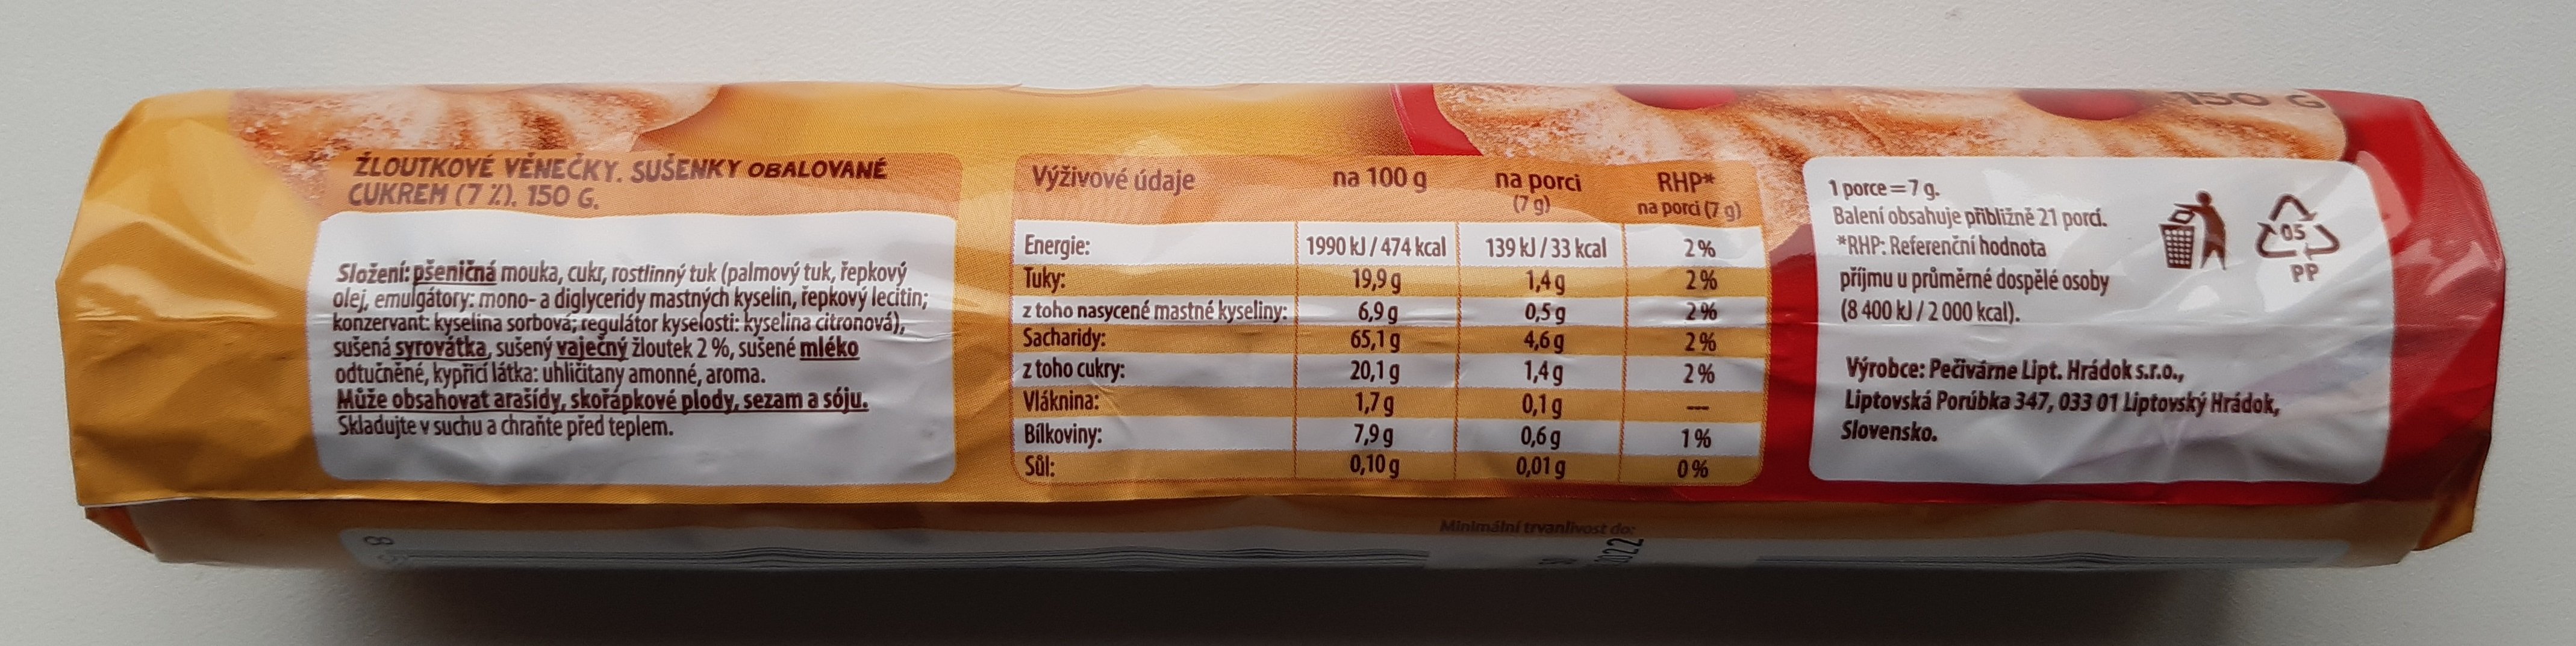 150 G
ŽLOUTKOVÉ VĚNEČKY. SUŠENKY OBALOVANÉ
CUKREM (7 %). 150 G.
Složení: pšeničná mouka, cukr, rostlinný tuk (palmový tuk, řepkový
olej, emulgátory: mono- a diglyceridy mastných kyselin, řepkový lecitin;
konzervant: kyselina sorbová; regulátor kyselosti: kyselina citronová),
sušená syrovátka, sušený vaječný žloutek 2 %, sušené mléko
odtučněné, kypřicí látka: uhličitany amonné, aroma.
Může obsahovat arašídy, skořápkové plody, sezam a sóju.
Skladujte v suchu a chraňte před teplem.
Výživové údaje na 100 g na porci (7 g) RHP* na porci (7 g)
Energie: 1990 kJ / 474 kcal 139 kJ / 33 kcal 2 %
Tuky: 19,9 g 1,4 g 2 %
z toho nasycené mastné kyseliny: 6,9 g 0,5 g 2 %
Sacharidy: 65,1 g 4,6 g 2 %
z toho cukry: 20,1 g 1,4 g 2 %
Vláknina: 1,7 g 0,1 g ---
Bílkoviny: 7,9 g 0,6 g 1 %
Sůl: 0,10 g 0,01 g 0 %
1 porce = 7 g.
Balení obsahuje přibližně 21 porcí.
*RHP: Referenční hodnota
příjmu u průměrné dospělé osoby
(8 400 kJ / 2 000 kcal).
Výrobce: Pečivárne Lipt. Hrádok s.r.o.,
Liptovská Porúbka 347, 033 01 Liptovský Hrádok,
Slovensko.
05
PP
Minimální trvanlivost do:
8